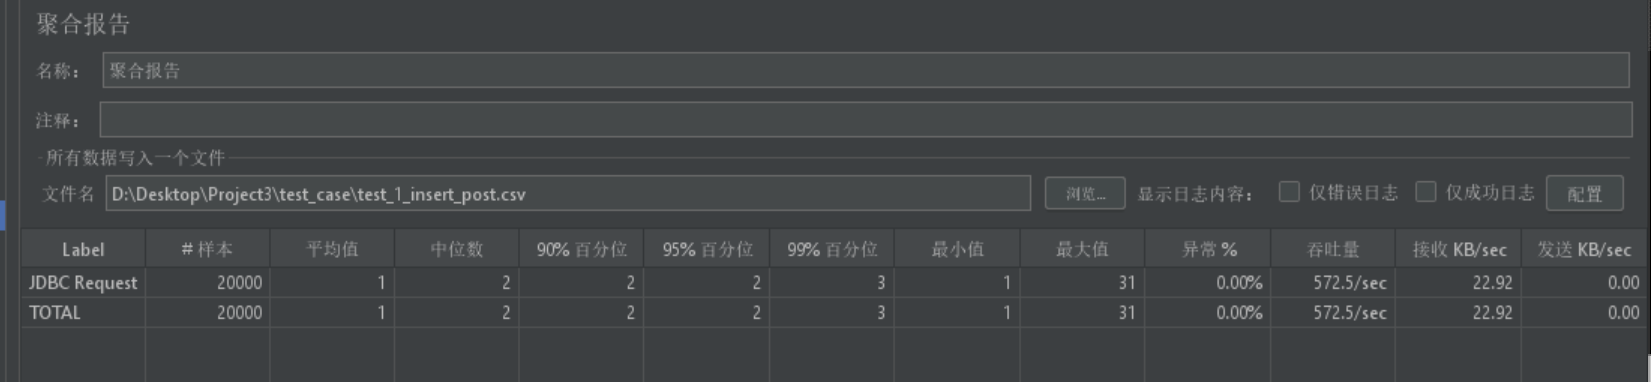 聚合报告
名称： 聚合报告
注释：
所有数据写入一个文件
文件名 D:\Desktop\Project3\test_case\test_1_insert_post.csv 浏览... 显示日志内容： 仅错误日志 仅成功日志 配置
Label # 样本 平均值 中位数 90% 百分位 95% 百分位 99% 百分位 最小值 最大值 异常 % 吞吐量 接收 KB/sec 发送 KB/sec
JDBC Request 20000 1 2 2 2 3 1 31 0.00% 572.5/sec 22.92 0.00
TOTAL 20000 1 2 2 2 3 1 31 0.00% 572.5/sec 22.92 0.00